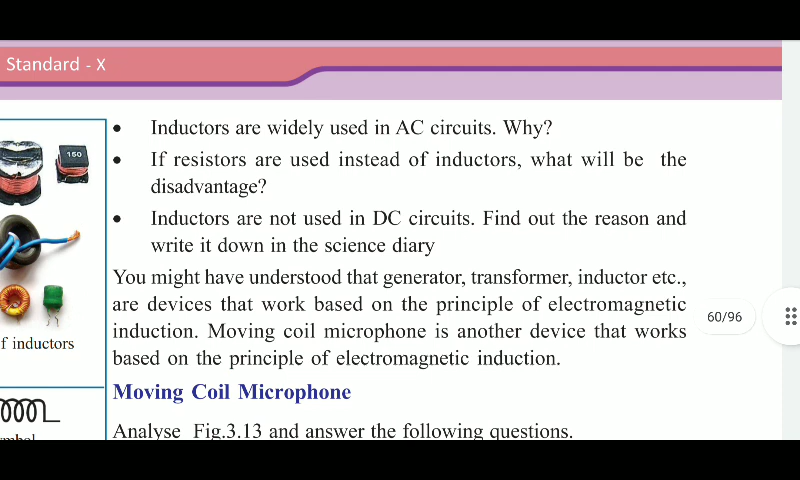 Standard - X
150
• Inductors are widely used in AC circuits. Why?
• If resistors are used instead of inductors, what will be the
disadvantage?
• Inductors are not used in DC circuits. Find out the reason and
write it down in the science diary
You might have understood that generator, transformer, inductor etc.,
are devices that work based on the principle of electromagnetic
induction. Moving coil microphone is another device that works
based on the principle of electromagnetic induction.
60/96
f inductors
Moving Coil Microphone
Analyse Fig.3.13 and answer the following questions.